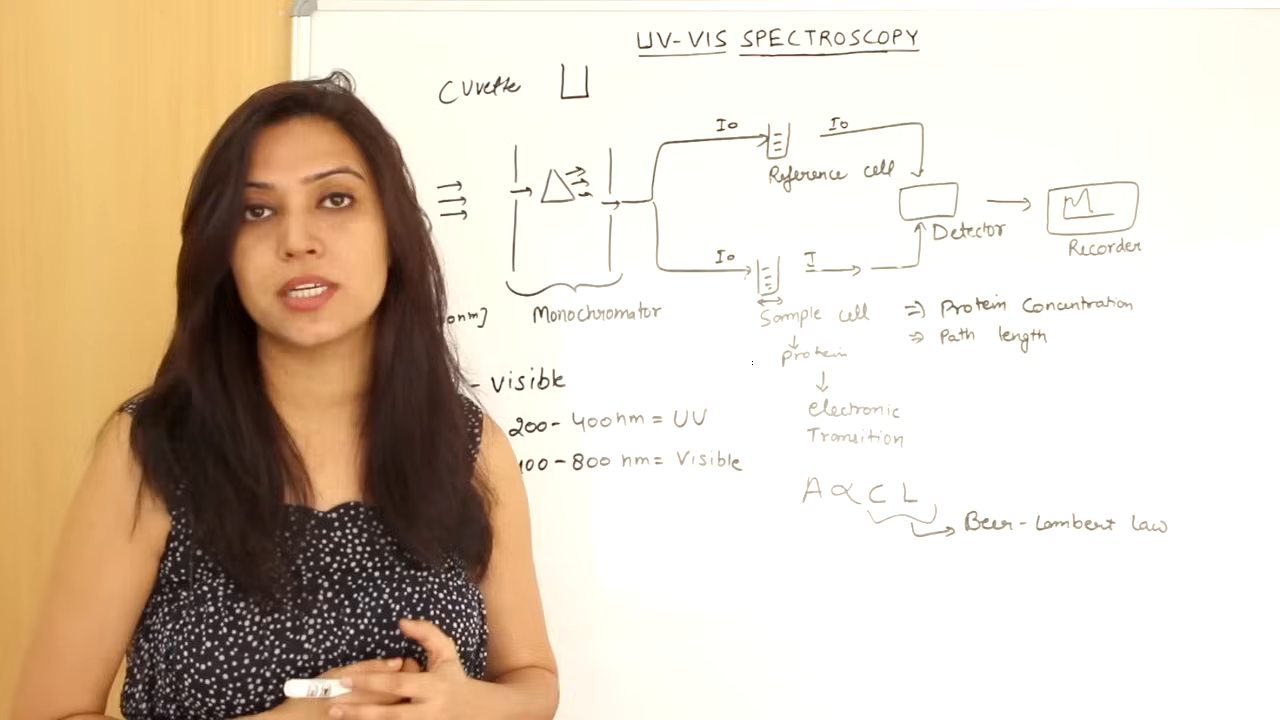 UV-VIS SPECTROSCOPY
Cuvette
Io
Io
Reference cell
Detector
Recorder
Io
I
onm]
Monochromator
Sample cell
⇒ Protein Concentration
⇒ Path length
↓
protein
- Visible
↓
electronic
Transition
200 - 400nm = UV
400 - 800 nm = Visible
A ∝ C L
Beer - Lambert Law